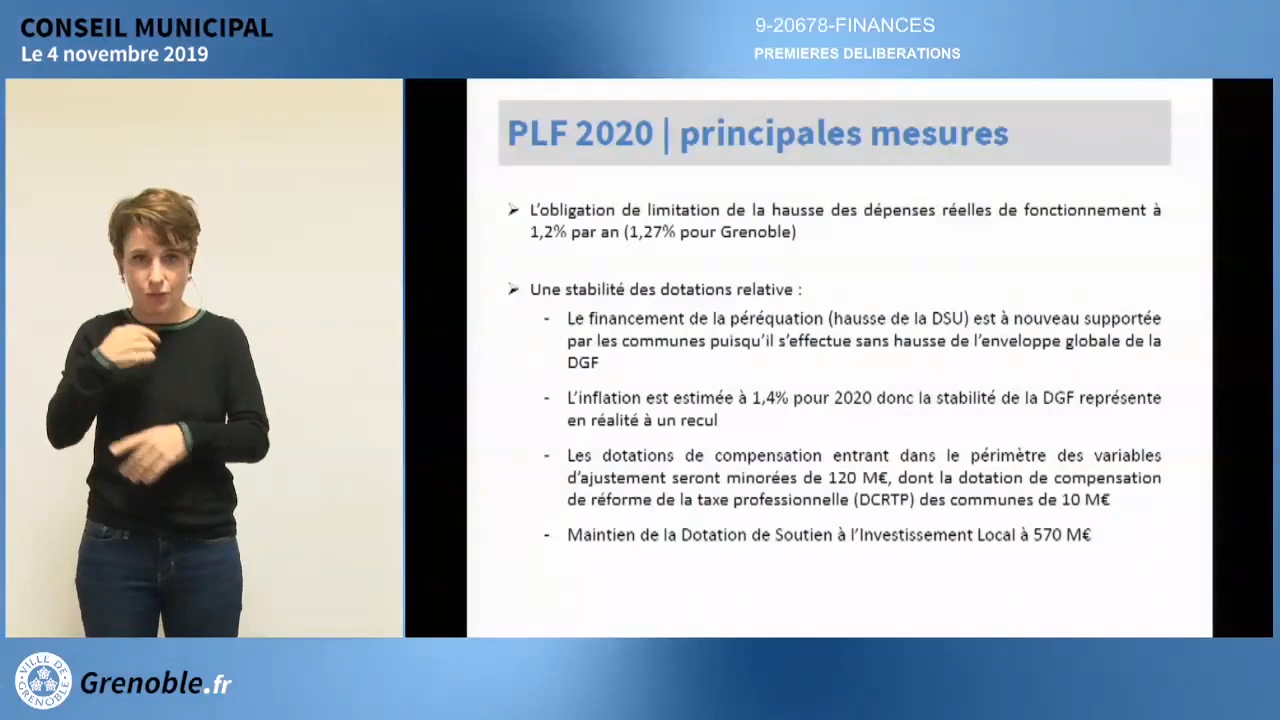 CONSEIL MUNICIPAL
Le 4 novembre 2019
9-20678-FINANCES
PREMIERES DELIBERATIONS
PLF 2020 | principales mesures
➤ L'obligation de limitation de la hausse des dépenses réelles de fonctionnement à
1,2% par an (1,27% pour Grenoble)
➤ Une stabilité des dotations relative :
- Le financement de la péréquation (hausse de la DSU) est à nouveau supportée
par les communes puisqu'il s'effectue sans hausse de l'enveloppe globale de la
DGF
- L'inflation est estimée à 1,4% pour 2020 donc la stabilité de la DGF représente
en réalité à un recul
- Les dotations de compensation entrant dans le périmètre des variables
d'ajustement seront minorées de 120 M€, dont la dotation de compensation
de réforme de la taxe professionnelle (DCRTP) des communes de 10 M€
- Maintien de la Dotation de Soutien à l'Investissement Local à 570 M€
VILLE DE
GRENOBLE
Grenoble.fr